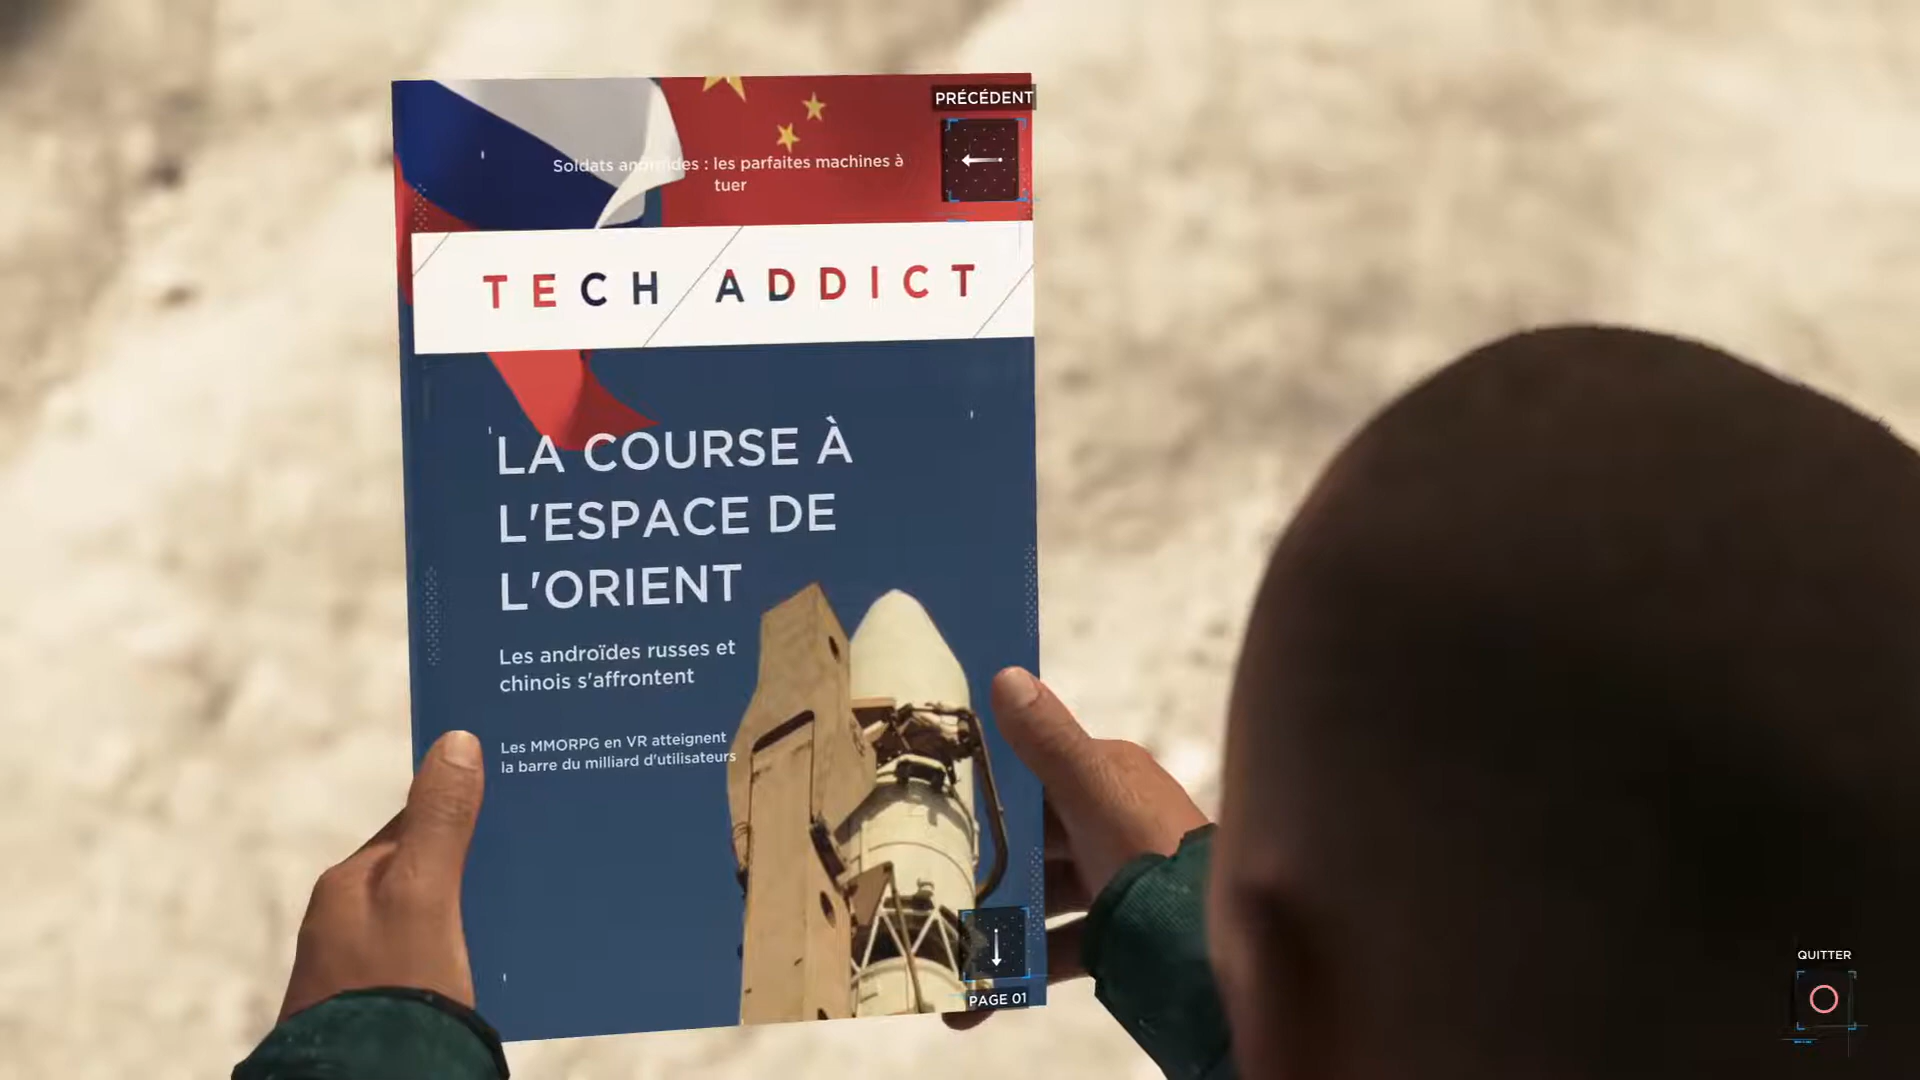 PRÉCÉDENT
Soldats androïdes : les parfaites machines à
tuer
TECH ADDICT
LA COURSE À
L'ESPACE DE
L'ORIENT
Les androïdes russes et
chinois s'affrontent
Les MMORPG en VR atteignent
la barre du milliard d'utilisateurs
PAGE 01
QUITTER